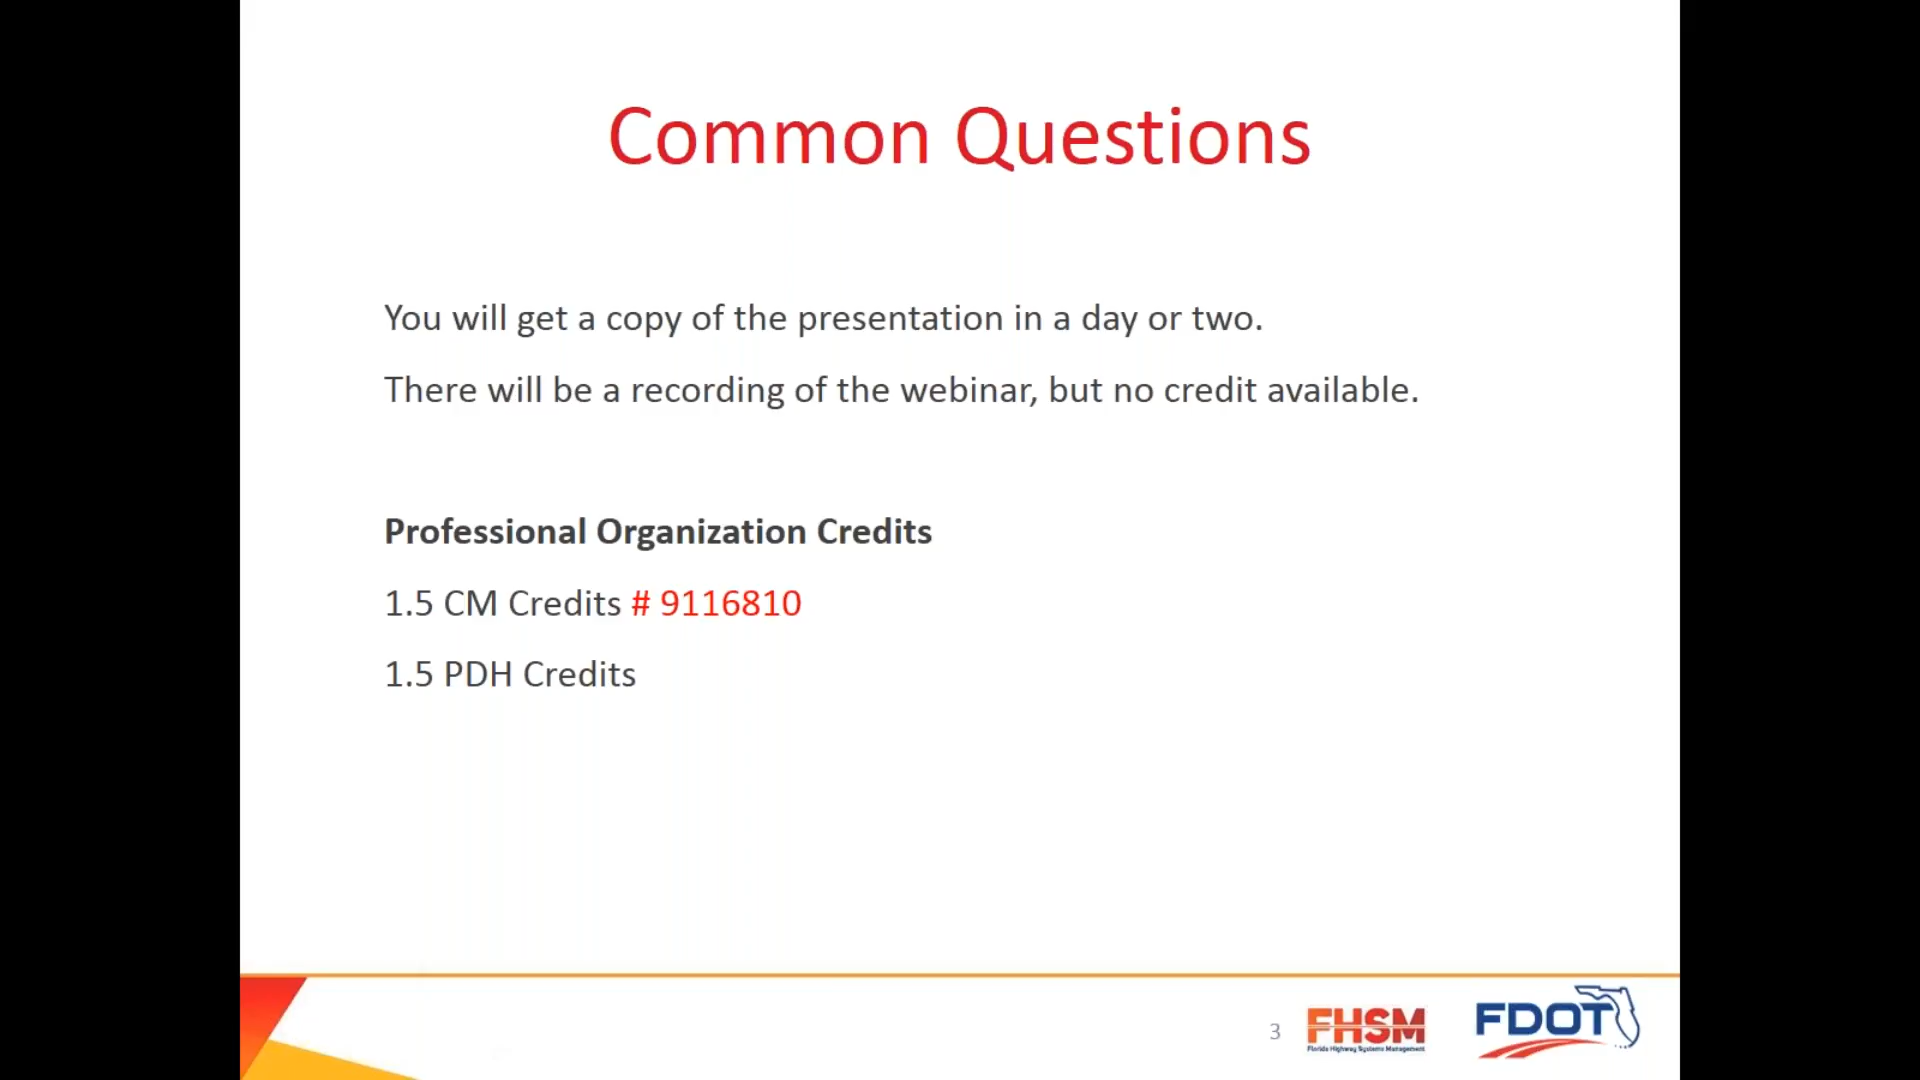 Common Questions
You will get a copy of the presentation in a day or two.
There will be a recording of the webinar, but no credit available.
Professional Organization Credits
1.5 CM Credits # 9116810
1.5 PDH Credits
3
FHSM
Florida Highway Systems Management
FDOT